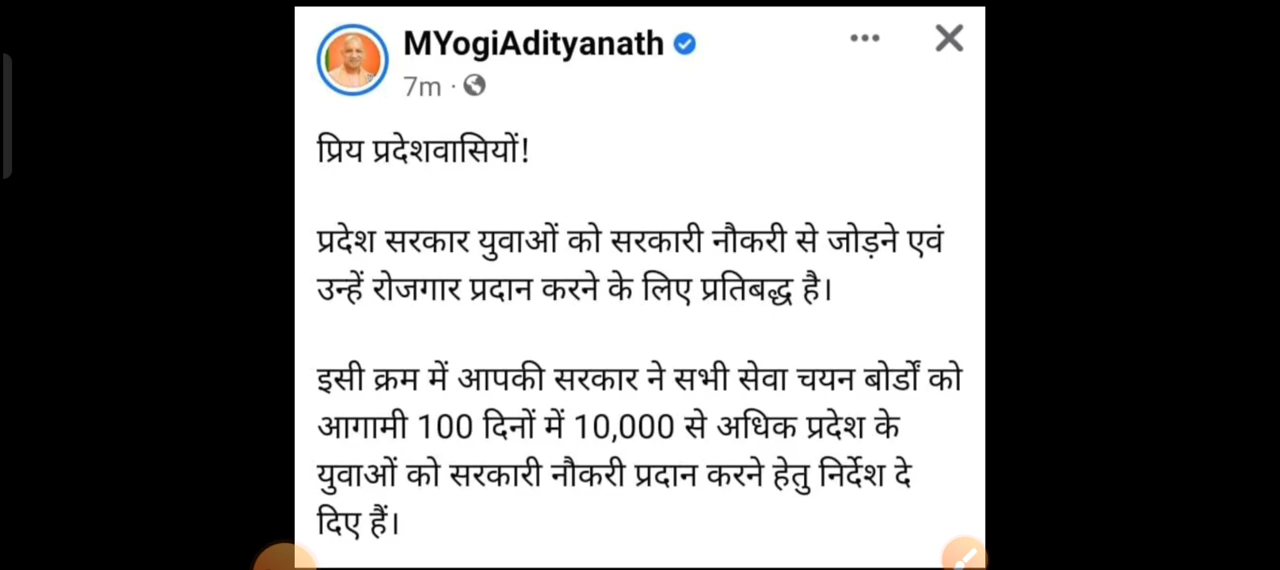 MYogiAdityanath
7m ·
प्रिय प्रदेशवासियों!
प्रदेश सरकार युवाओं को सरकारी नौकरी से जोड़ने एवं
उन्हें रोजगार प्रदान करने के लिए प्रतिबद्ध है।
इसी क्रम में आपकी सरकार ने सभी सेवा चयन बोर्डों को
आगामी 100 दिनों में 10,000 से अधिक प्रदेश के
युवाओं को सरकारी नौकरी प्रदान करने हेतु निर्देश दे
दिए हैं।